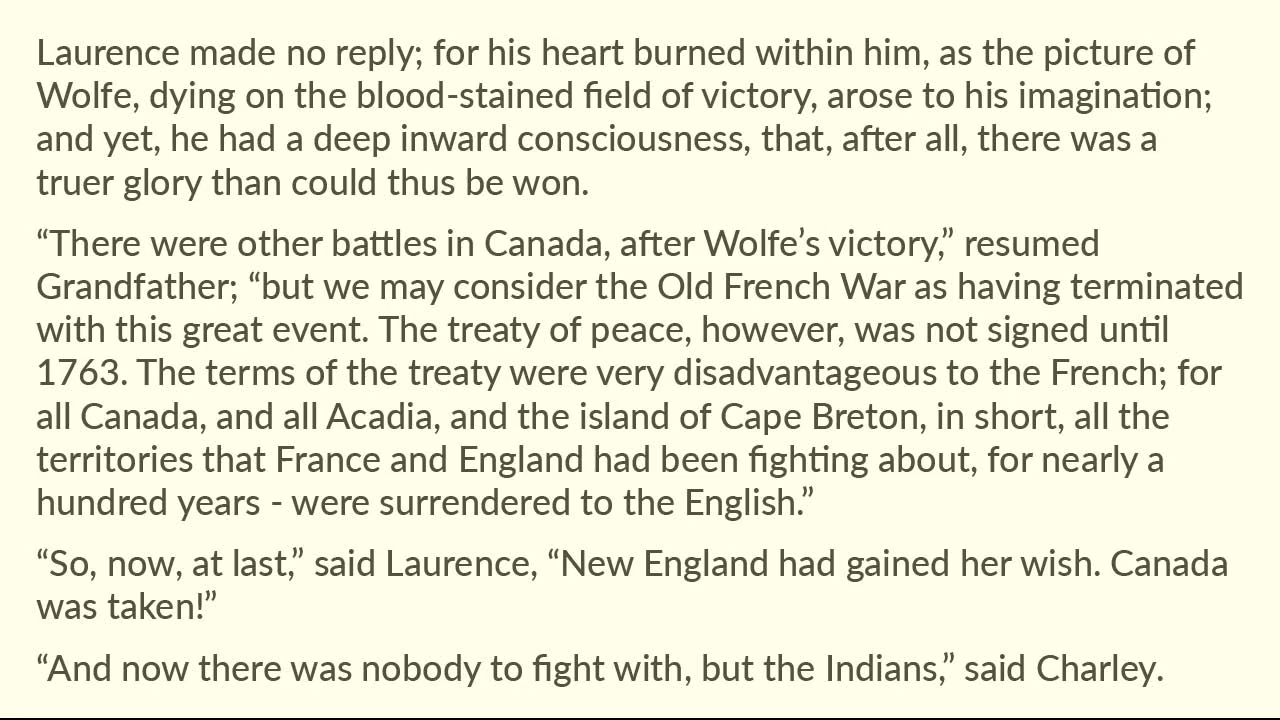 Laurence made no reply; for his heart burned within him, as the picture of
Wolfe, dying on the blood-stained field of victory, arose to his imagination;
and yet, he had a deep inward consciousness, that, after all, there was a
truer glory than could thus be won.
“There were other battles in Canada, after Wolfe’s victory,” resumed
Grandfather; “but we may consider the Old French War as having terminated
with this great event. The treaty of peace, however, was not signed until
1763. The terms of the treaty were very disadvantageous to the French; for
all Canada, and all Acadia, and the island of Cape Breton, in short, all the
territories that France and England had been fighting about, for nearly a
hundred years - were surrendered to the English.”
“So, now, at last,” said Laurence, “New England had gained her wish. Canada
was taken!”
“And now there was nobody to fight with, but the Indians,” said Charley.